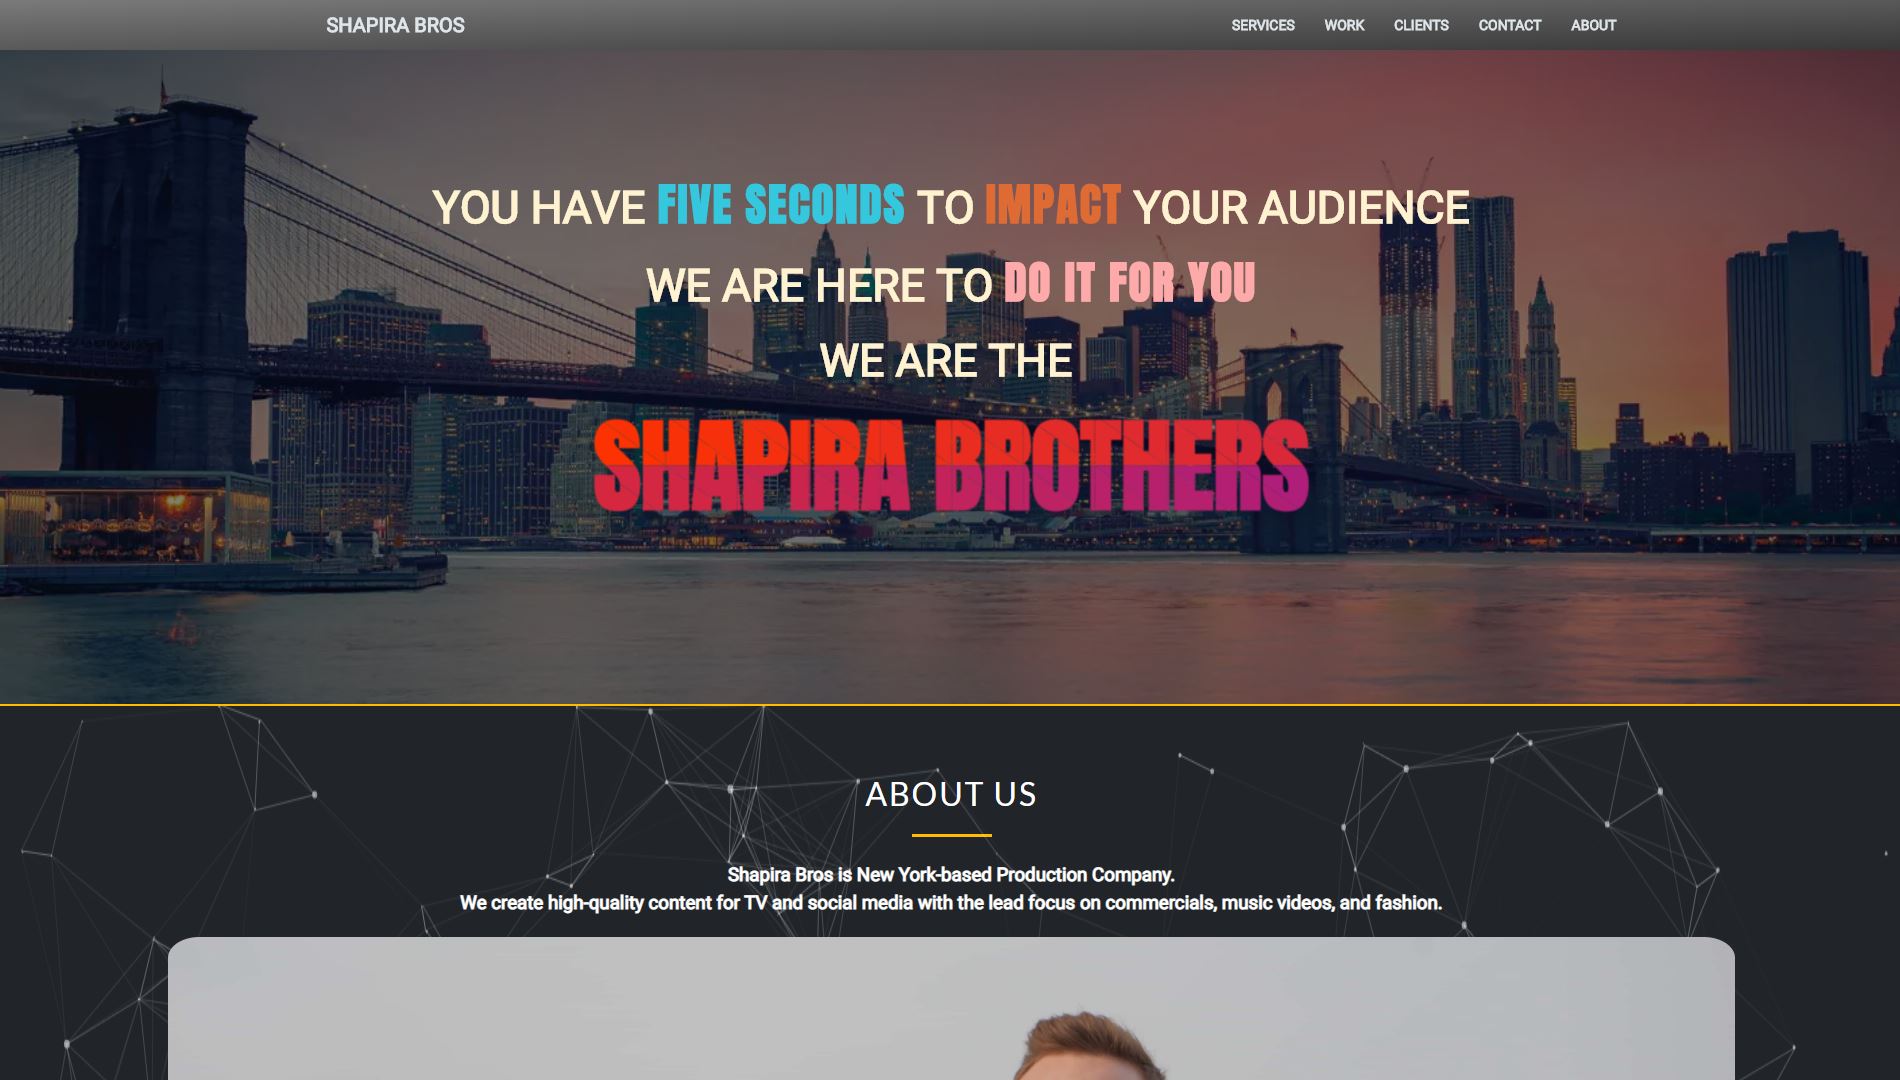 SHAPIRA BROS
SERVICES WORK CLIENTS CONTACT ABOUT
YOU HAVE FIVE SECONDS TO IMPACT YOUR AUDIENCE
WE ARE HERE TO DO IT FOR YOU
WE ARE THE
SHAPIRA BROTHERS
ABOUT US
Shapira Bros is New York-based Production Company.
We create high-quality content for TV and social media with the lead focus on commercials, music videos, and fashion.